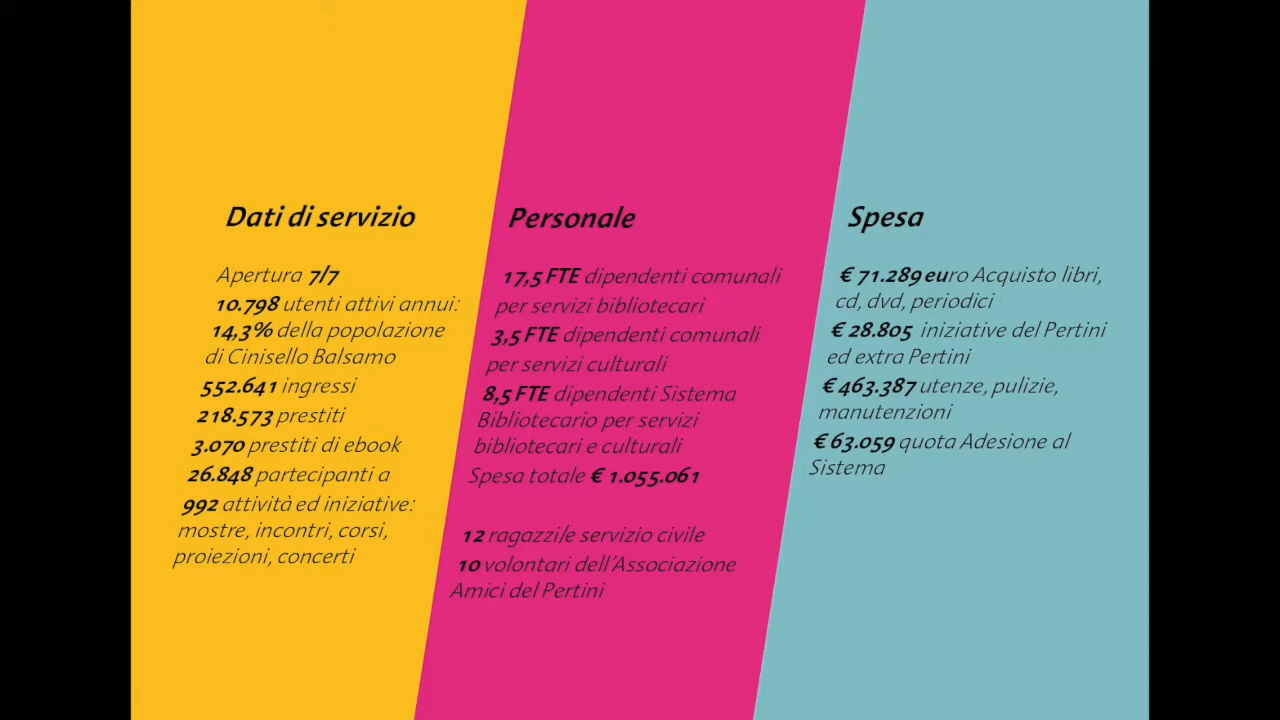 Dati di servizio
Apertura 7/7
10.798 utenti attivi annui:
14,3% della popolazione
di Cinisello Balsamo
552.641 ingressi
218.573 prestiti
3.070 prestiti di ebook
26.848 partecipanti a
992 attività ed iniziative:
mostre, incontri, corsi,
proiezioni, concerti
Personale
17,5 FTE dipendenti comunali
per servizi bibliotecari
3,5 FTE dipendenti comunali
per servizi culturali
8,5 FTE dipendenti Sistema
Bibliotecario per servizi
bibliotecari e culturali
Spesa totale € 1.055.061
12 ragazzi/e servizio civile
10 volontari dell'Associazione
Amici del Pertini
Spesa
€ 71.289 euro Acquisto libri,
cd, dvd, periodici
€ 28.805 iniziative del Pertini
ed extra Pertini
€ 463.387 utenze, pulizie,
manutenzioni
€ 63.059 quota Adesione al
Sistema